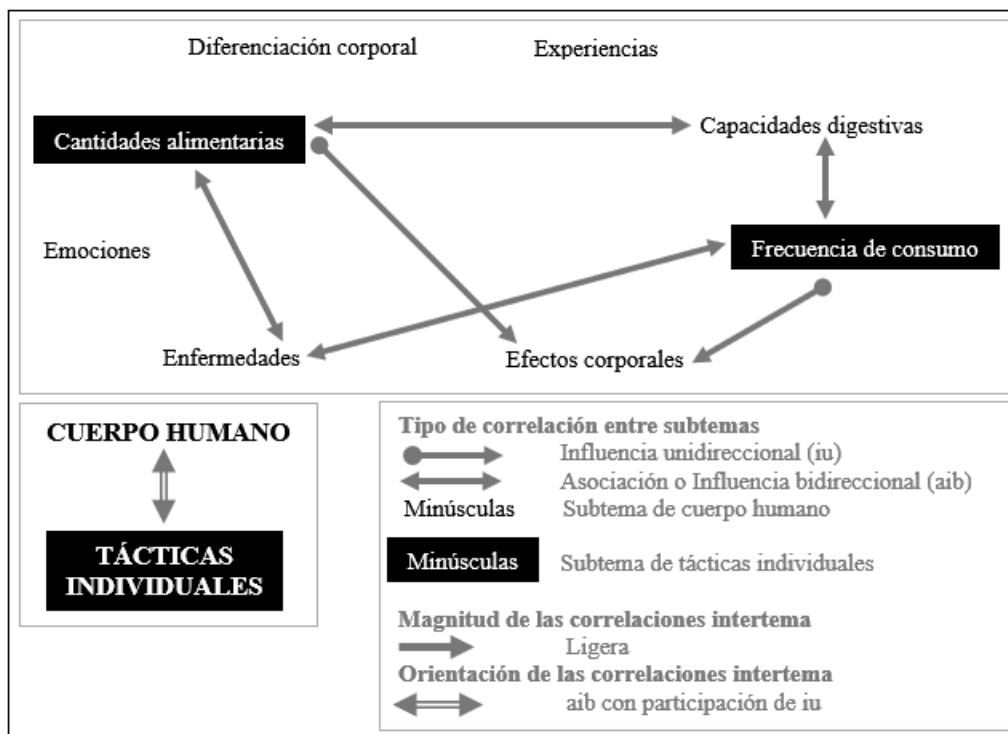 Diferenciación corporal
Experiencias
Cantidades alimentarias
Capacidades digestivas
Emociones
Frecuencia de consumo
Enfermedades
Efectos corporales
CUERPO HUMANO
TÁCTICAS
INDIVIDUALES
Tipo de correlación entre subtemas
Influencia unidireccional (iu)
Asociación o Influencia bidireccional (aib)
Minúsculas Subtema de cuerpo humano
Minúsculas Subtema de tácticas individuales
Magnitud de las correlaciones intertema
Ligera
Orientación de las correlaciones intertema
aib con participación de iu